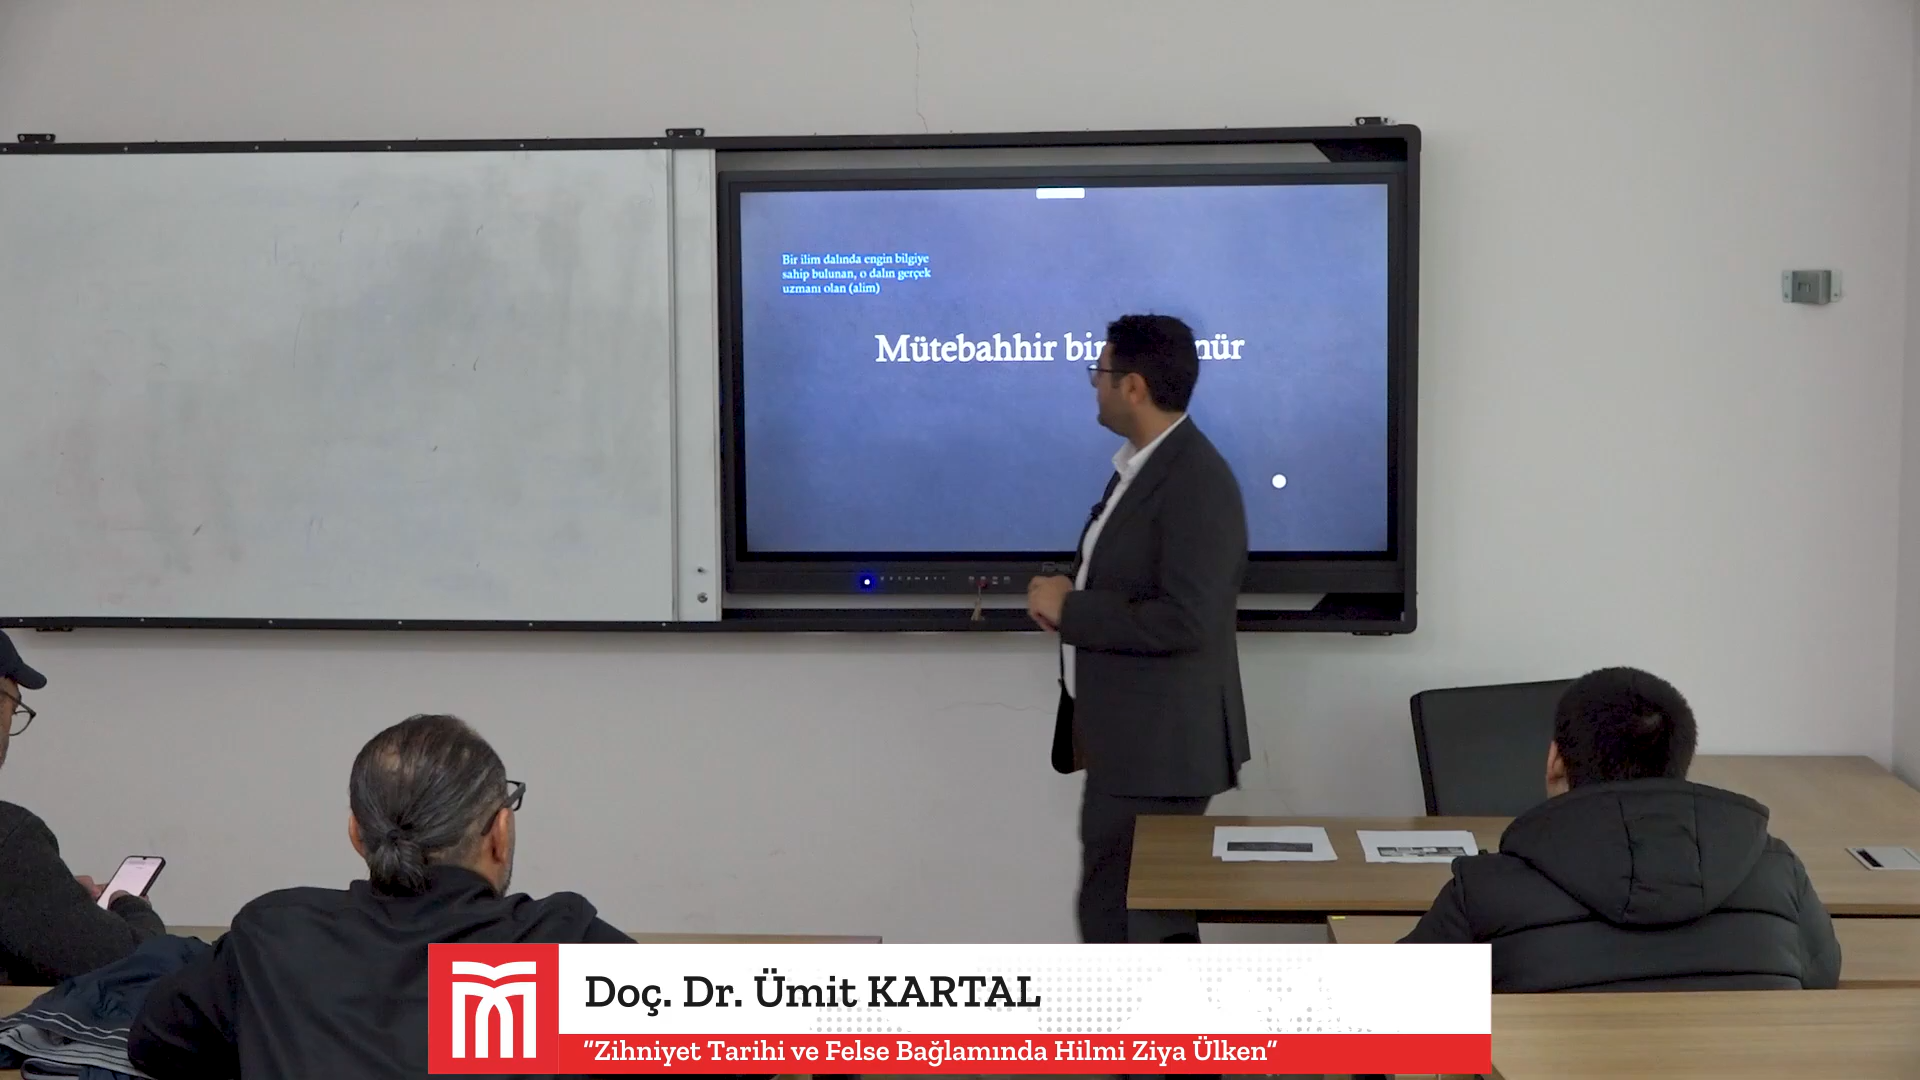 Bir ilim dalında engin bilgiye
sahip bulunan, o dalın gerçek
uzmanı olan (alim)
Mütebahhir bir
Doç. Dr. Ümit KARTAL
"Zihniyet Tarihi ve Felse Bağlamında Hilmi Ziya Ülken"